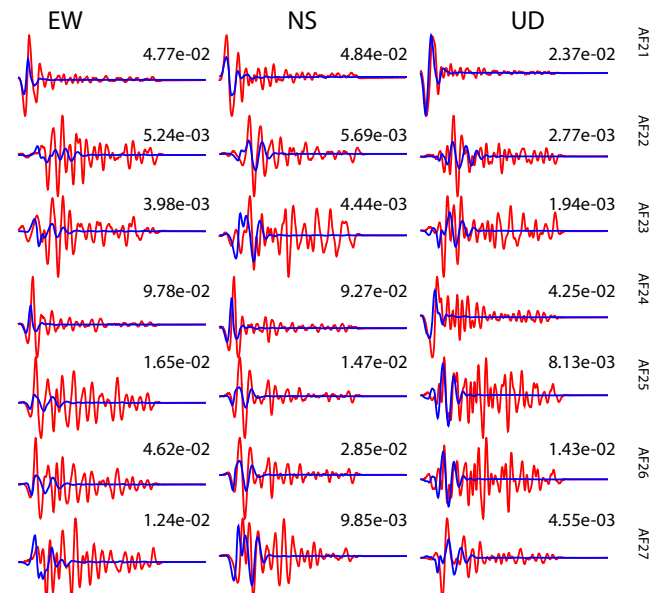 EW NS UD
4.77e-02 4.84e-02 2.37e-02 AF21
5.24e-03 5.69e-03 2.77e-03 AF22
3.98e-03 4.44e-03 1.94e-03 AF23
9.78e-02 9.27e-02 4.25e-02 AF24
1.65e-02 1.47e-02 8.13e-03 AF25
4.62e-02 2.85e-02 1.43e-02 AF26
1.24e-02 9.85e-03 4.55e-03 AF27